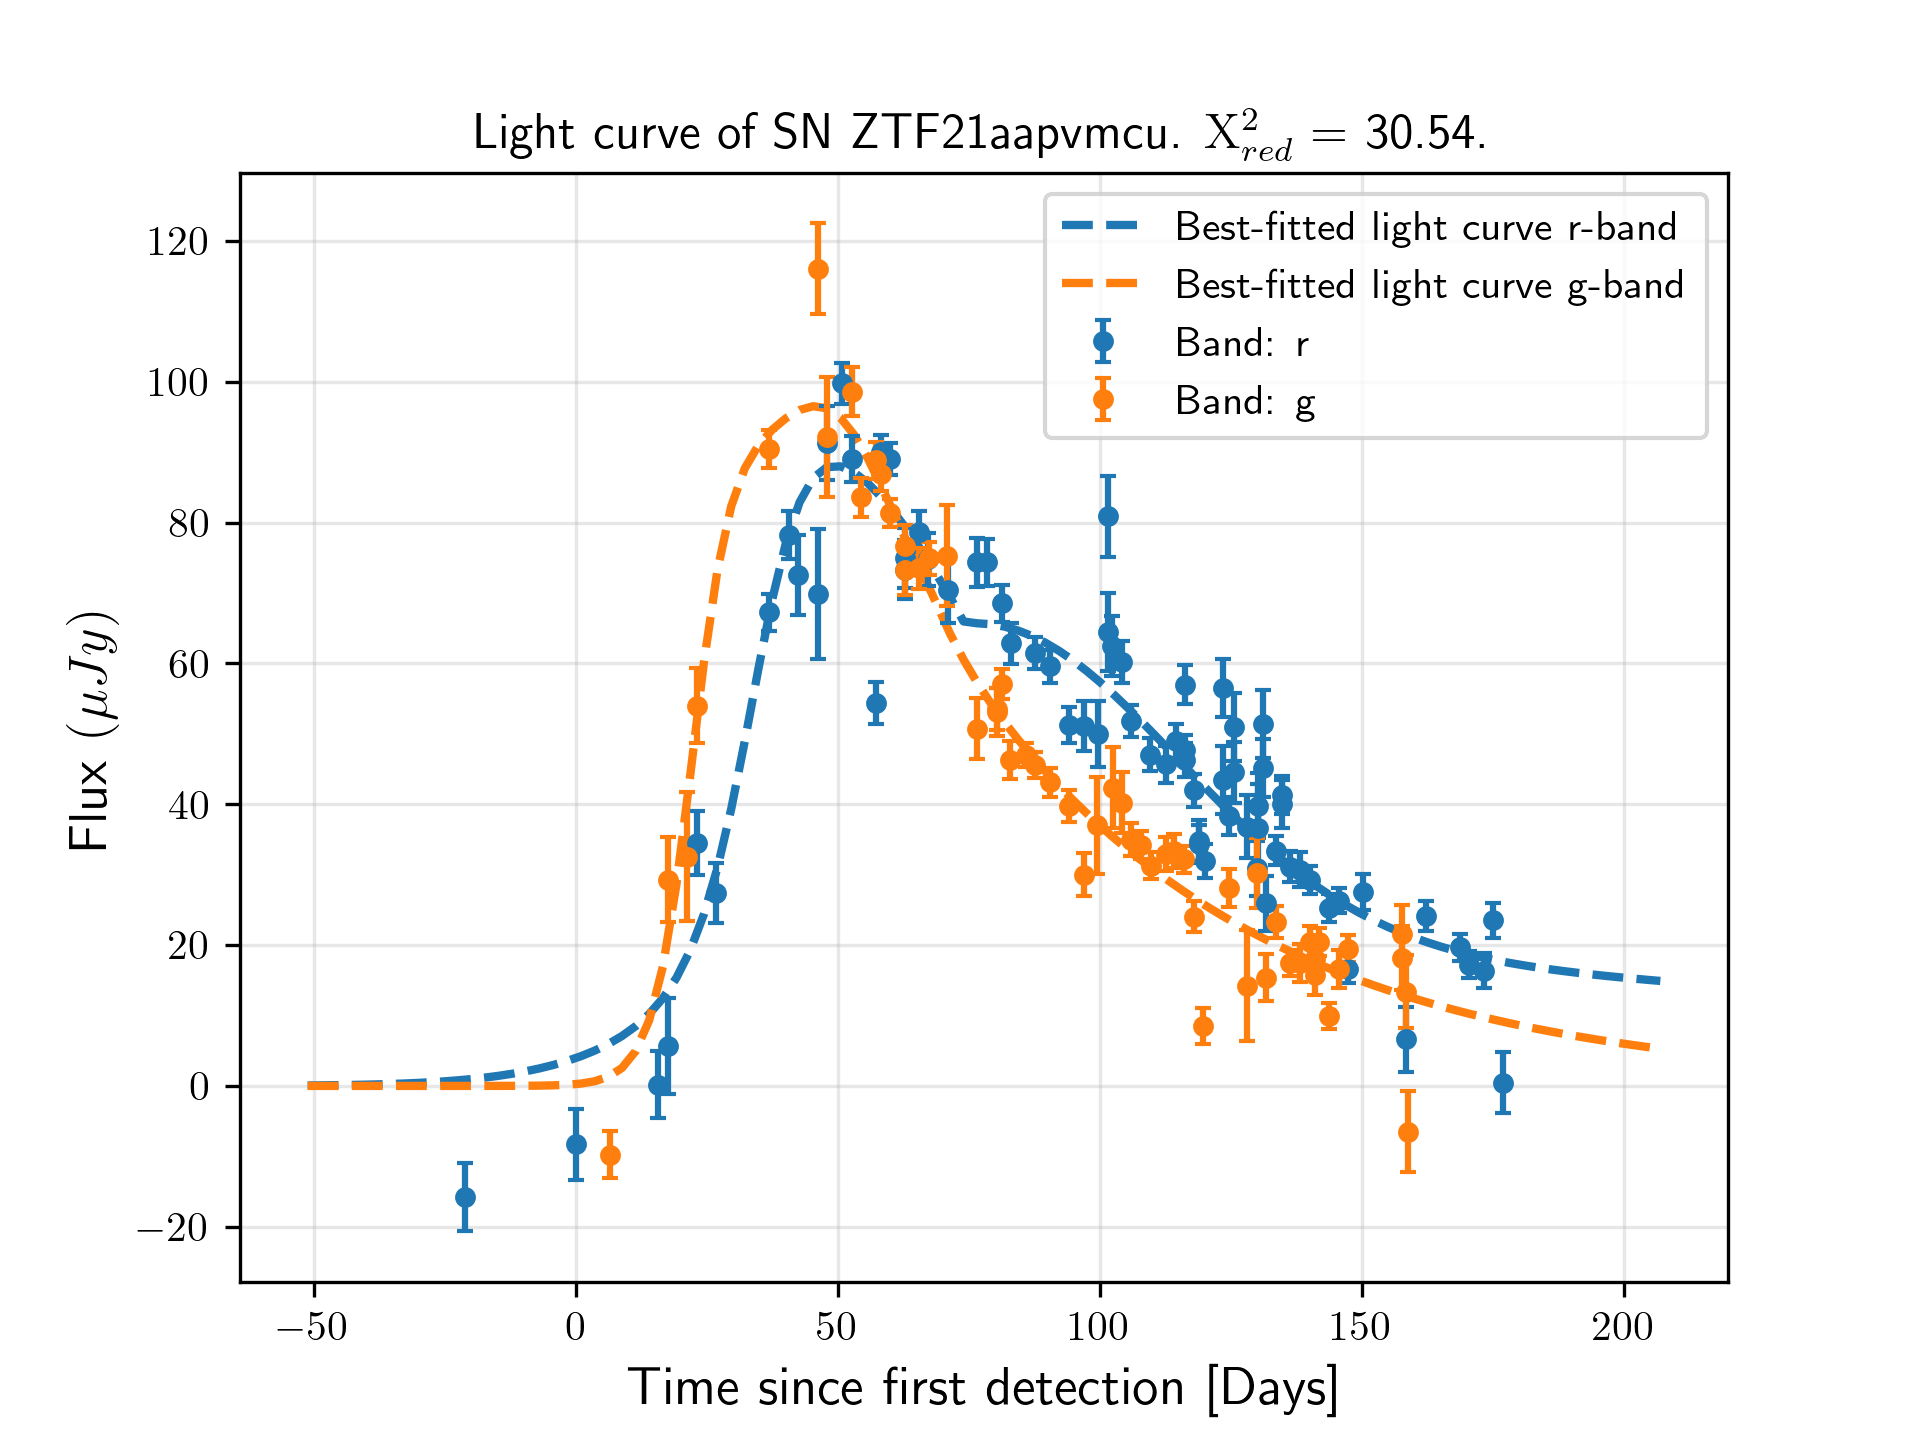 Light curve of SN ZTF21aapvmcu. X²_red = 30.54.
Best-fitted light curve r-band
Best-fitted light curve g-band
Band: r
Band: g
Flux (μJy)
120
100
80
60
40
20
0
−20
−50 0 50 100 150 200
Time since first detection [Days]